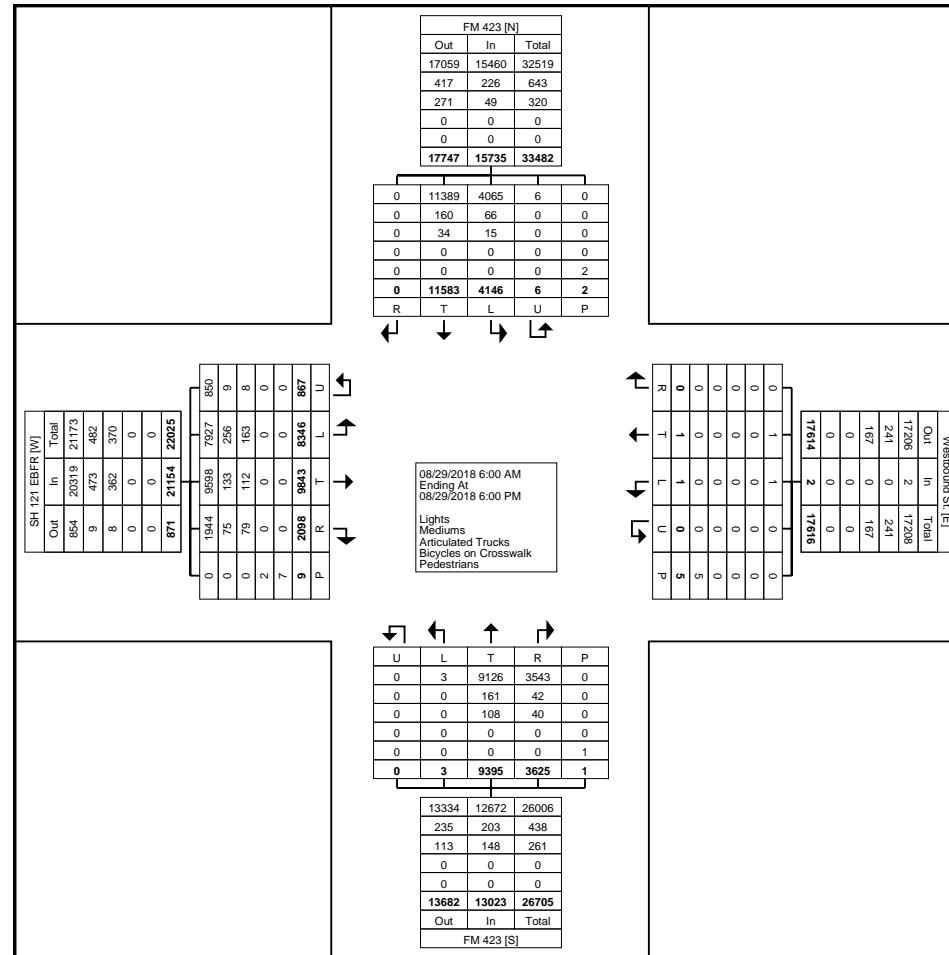 FM 423 [N]
Out In Total
17059 15460 32519
417 226 643
271 49 320
0 0 0
0 0 0
17747 15735 33482
0 11389 4065 6 0
0 160 66 0 0
0 34 15 0 0
0 0 0 0 0
0 0 0 0 2
0 11583 4146 6 2
R T L U P
SH 121 EBFR [W]
Out In Total
854 20319 21173
9 473 482
8 362 370
0 0 0
0 0 0
871 21154 22025
0 1944 9598 7927 850
0 75 133 256 9
0 79 112 163 8
2 0 0 0 0
7 0 0 0 0
9 2098 9843 8346 867
P R T L U
08/29/2018 6:00 AM
Ending At
08/29/2018 6:00 PM
Lights
Mediums
Articulated Trucks
Bicycles on Crosswalk
Pedestrians
Westbound St. [E]
Out In Total
17206 2 17208
241 0 241
167 0 167
0 0 0
0 0 0
17614 2 17616
0 1 1 0 0
0 0 0 0 0
0 0 0 0 0
0 0 0 0 0
0 0 0 0 5
0 1 1 0 5
R T L U P
U L T R P
0 3 9126 3543 0
0 0 161 42 0
0 0 108 40 0
0 0 0 0 0
0 0 0 0 1
0 3 9395 3625 1
13334 12672 26006
235 203 438
113 148 261
0 0 0
0 0 0
13682 13023 26705
Out In Total
FM 423 [S]